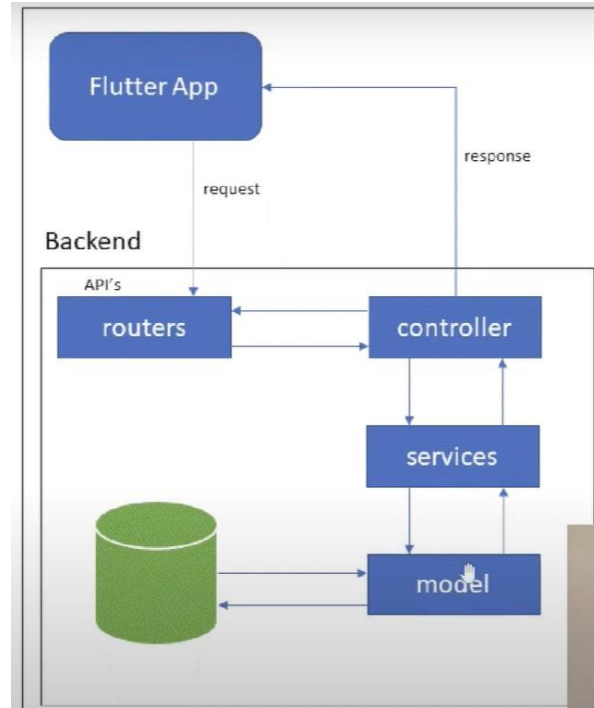 Flutter App
response
request
Backend
API's
routers
controller
services
model